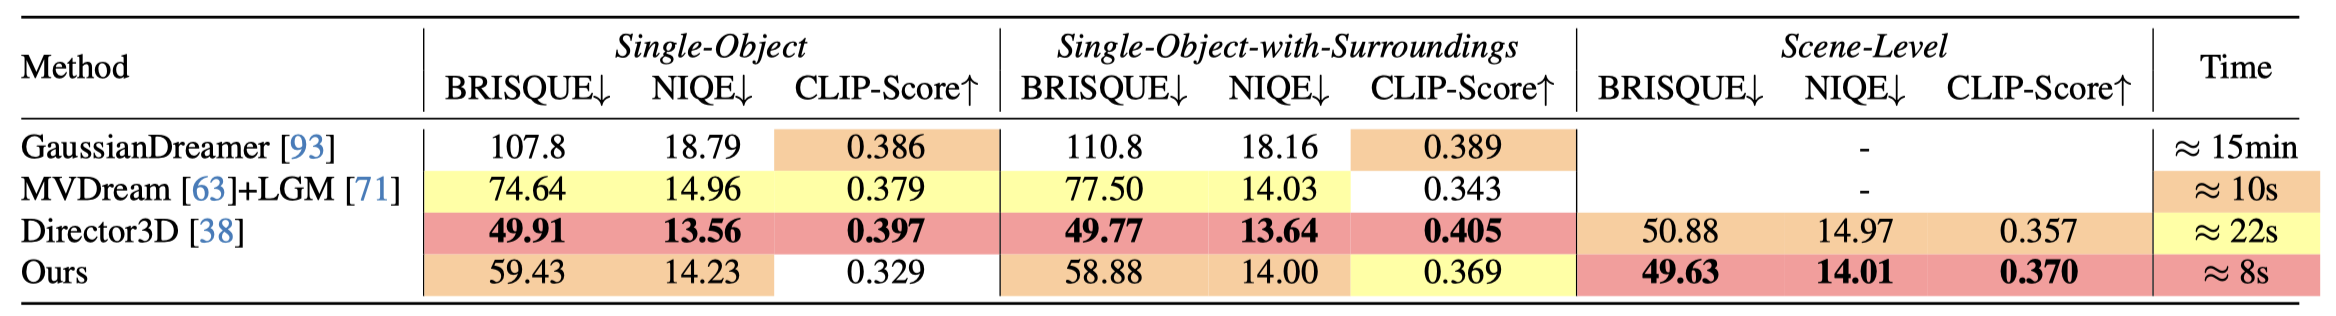 Method Single-Object Single-Object-with-Surroundings Scene-Level Time
BRISQUE↓ NIQE↓ CLIP-Score↑ BRISQUE↓ NIQE↓ CLIP-Score↑ BRISQUE↓ NIQE↓ CLIP-Score↑
GaussianDreamer [93] 107.8 18.79 0.386 110.8 18.16 0.389 - ≈ 15min
MVDream [63]+LGM [71] 74.64 14.96 0.379 77.50 14.03 0.343 - ≈ 10s
Director3D [38] 49.91 13.56 0.397 49.77 13.64 0.405 50.88 14.97 0.357 ≈ 22s
Ours 59.43 14.23 0.329 58.88 14.00 0.369 49.63 14.01 0.370 ≈ 8s